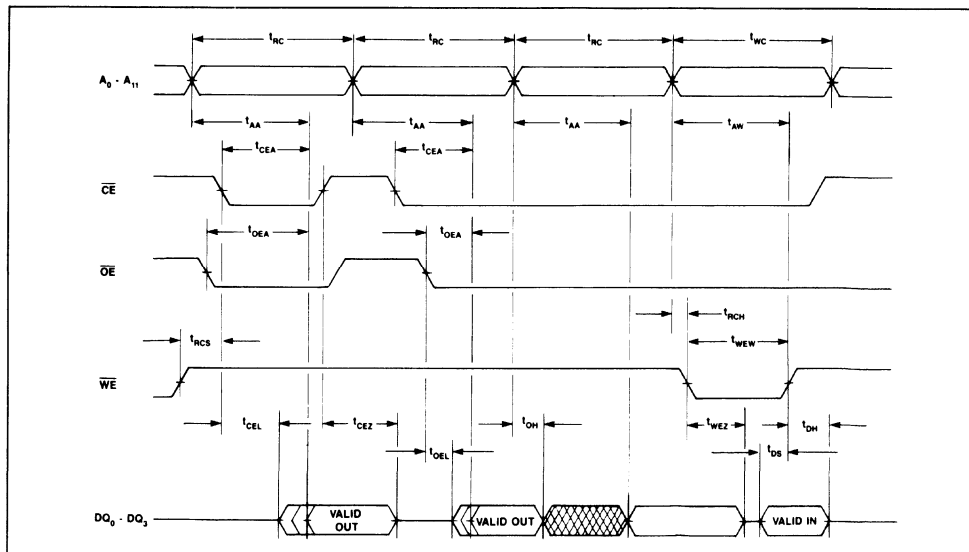 tRC tRC tRC tWC
A0 - A11
tAA tAA tAA tAW
tCEA tCEA
CE
tOEA tOEA
OE
tRCH
tRCS tWEW
WE
tCEL tCEZ tOH tWEZ tDH
tOEL tDS
DQ0 - DQ3 VALID OUT VALID OUT VALID IN